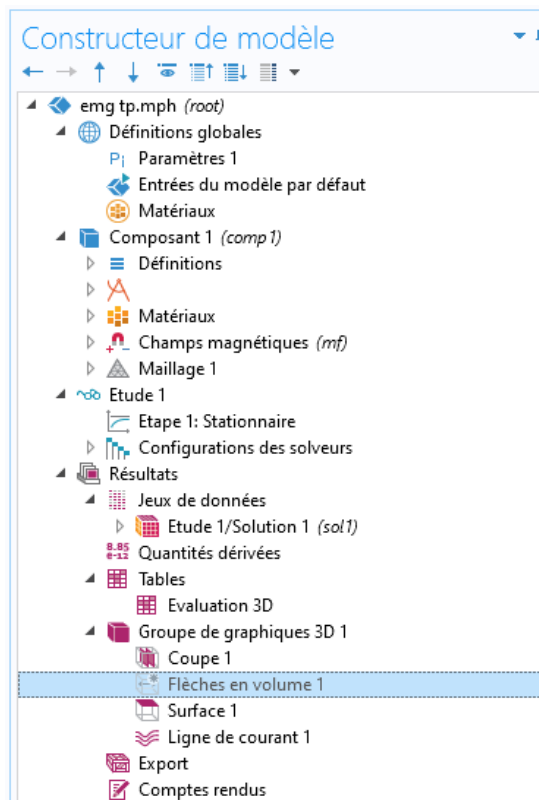 Constructeur de modèle
emg tp.mph (root)
Définitions globales
Pi Paramètres 1
Entrées du modèle par défaut
Matériaux
Composant 1 (comp1)
Définitions
Matériaux
Champs magnétiques (mf)
Maillage 1
Etude 1
Etape 1: Stationnaire
Configurations des solveurs
Résultats
Jeux de données
Etude 1/Solution 1 (sol1)
8.85
e-12 Quantités dérivées
Tables
Evaluation 3D
Groupe de graphiques 3D 1
Coupe 1
Flèches en volume 1
Surface 1
Ligne de courant 1
Export
Comptes rendus